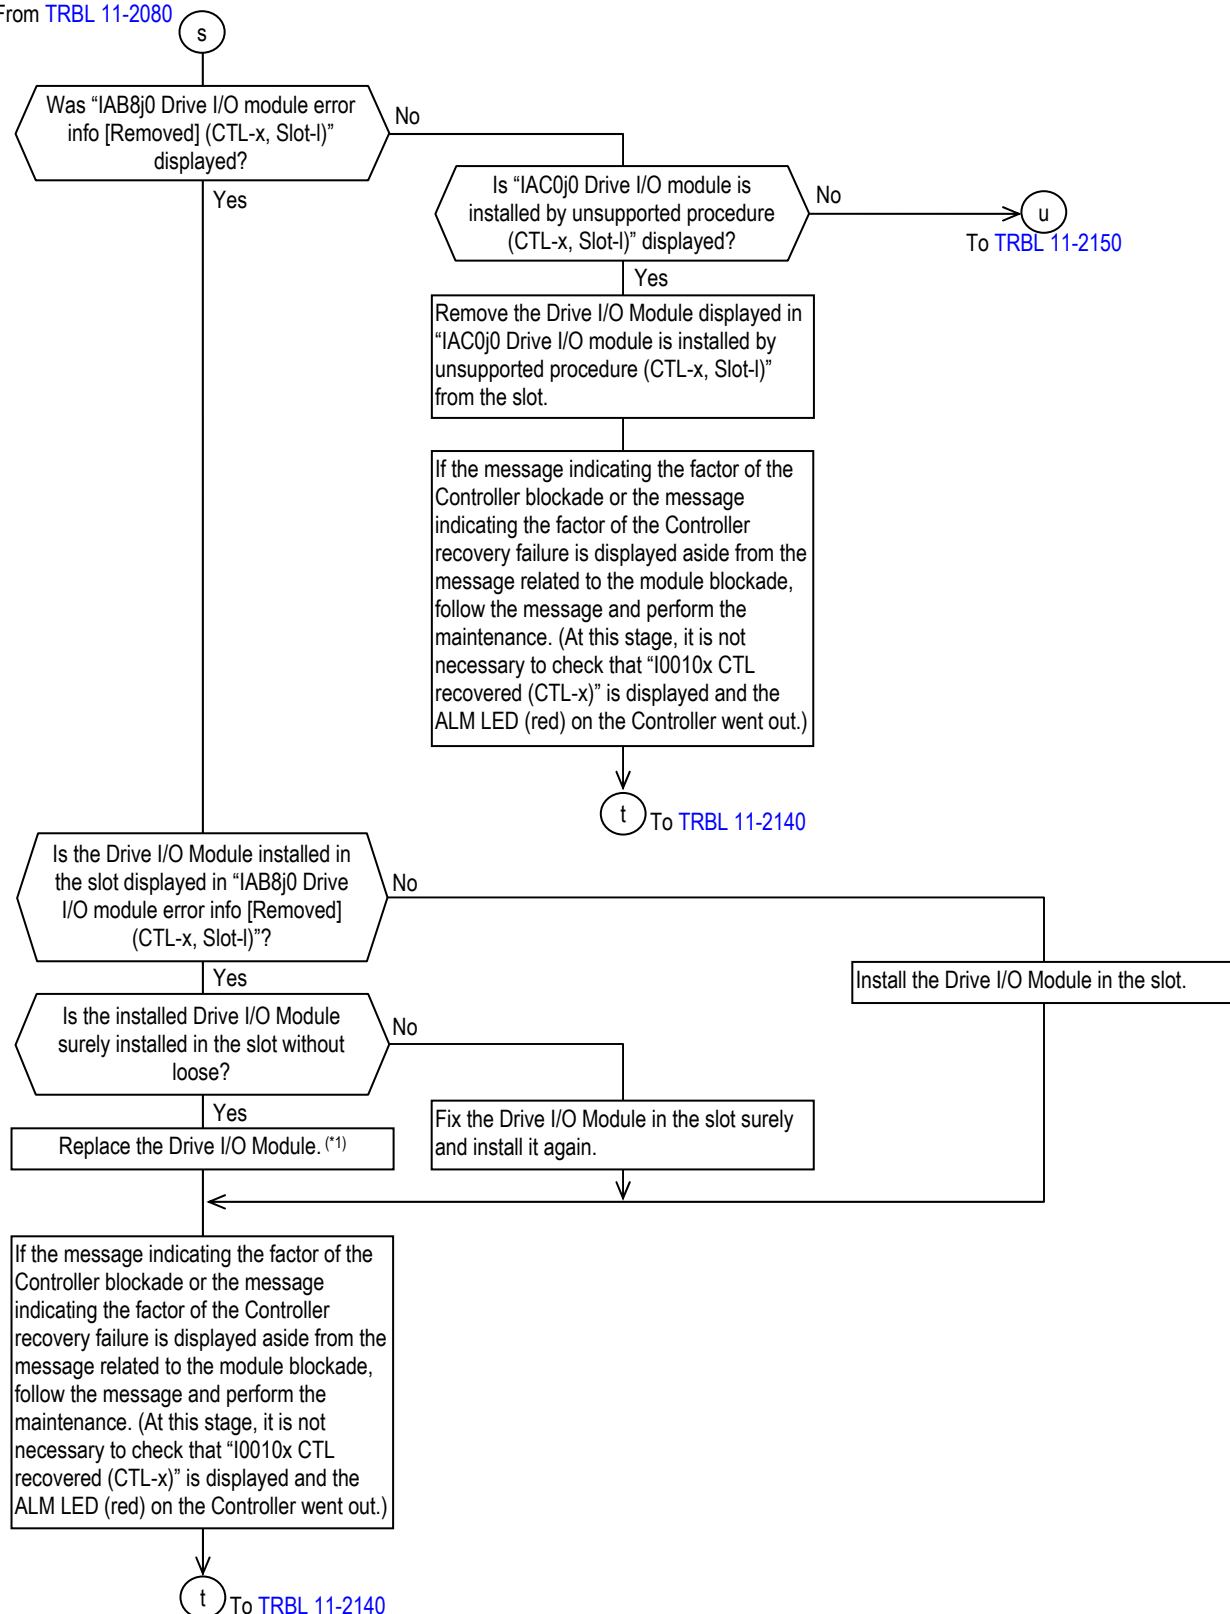 From TRBL 11-2080
s
Was “IAB8j0 Drive I/O module error
info [Removed] (CTL-x, Slot-l)”
displayed?
No
Yes
Is “IAC0j0 Drive I/O module is
installed by unsupported procedure
(CTL-x, Slot-l)” displayed?
No
u
To TRBL 11-2150
Yes
Remove the Drive I/O Module displayed in
“IAC0j0 Drive I/O module is installed by
unsupported procedure (CTL-x, Slot-l)”
from the slot.
If the message indicating the factor of the
Controller blockade or the message
indicating the factor of the Controller
recovery failure is displayed aside from the
message related to the module blockade,
follow the message and perform the
maintenance. (At this stage, it is not
necessary to check that “I0010x CTL
recovered (CTL-x)” is displayed and the
ALM LED (red) on the Controller went out.)
t
To TRBL 11-2140
Is the Drive I/O Module installed in
the slot displayed in “IAB8j0 Drive
I/O module error info [Removed]
(CTL-x, Slot-l)”?
No
Yes
Install the Drive I/O Module in the slot.
Is the installed Drive I/O Module
surely installed in the slot without
loose?
No
Yes
Fix the Drive I/O Module in the slot surely
and install it again.
Replace the Drive I/O Module. (*1)
If the message indicating the factor of the
Controller blockade or the message
indicating the factor of the Controller
recovery failure is displayed aside from the
message related to the module blockade,
follow the message and perform the
maintenance. (At this stage, it is not
necessary to check that “I0010x CTL
recovered (CTL-x)” is displayed and the
ALM LED (red) on the Controller went out.)
t
To TRBL 11-2140